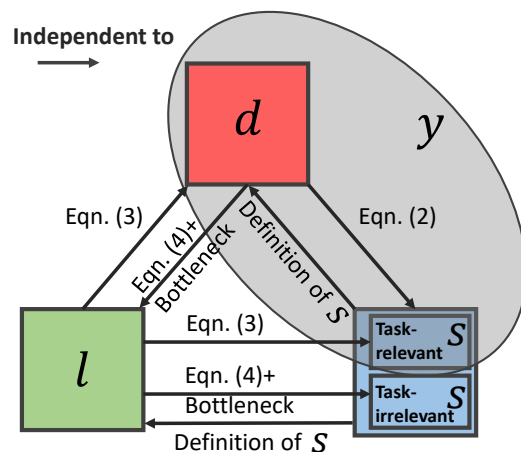 Independent to
d
y
Eqn. (3)
Eqn. (4)+
Bottleneck
Definition of S
Eqn. (2)
l
Eqn. (3)
Task-
relevant
S
Eqn. (4)+
Bottleneck
Task-
irrelevant
S
Definition of S